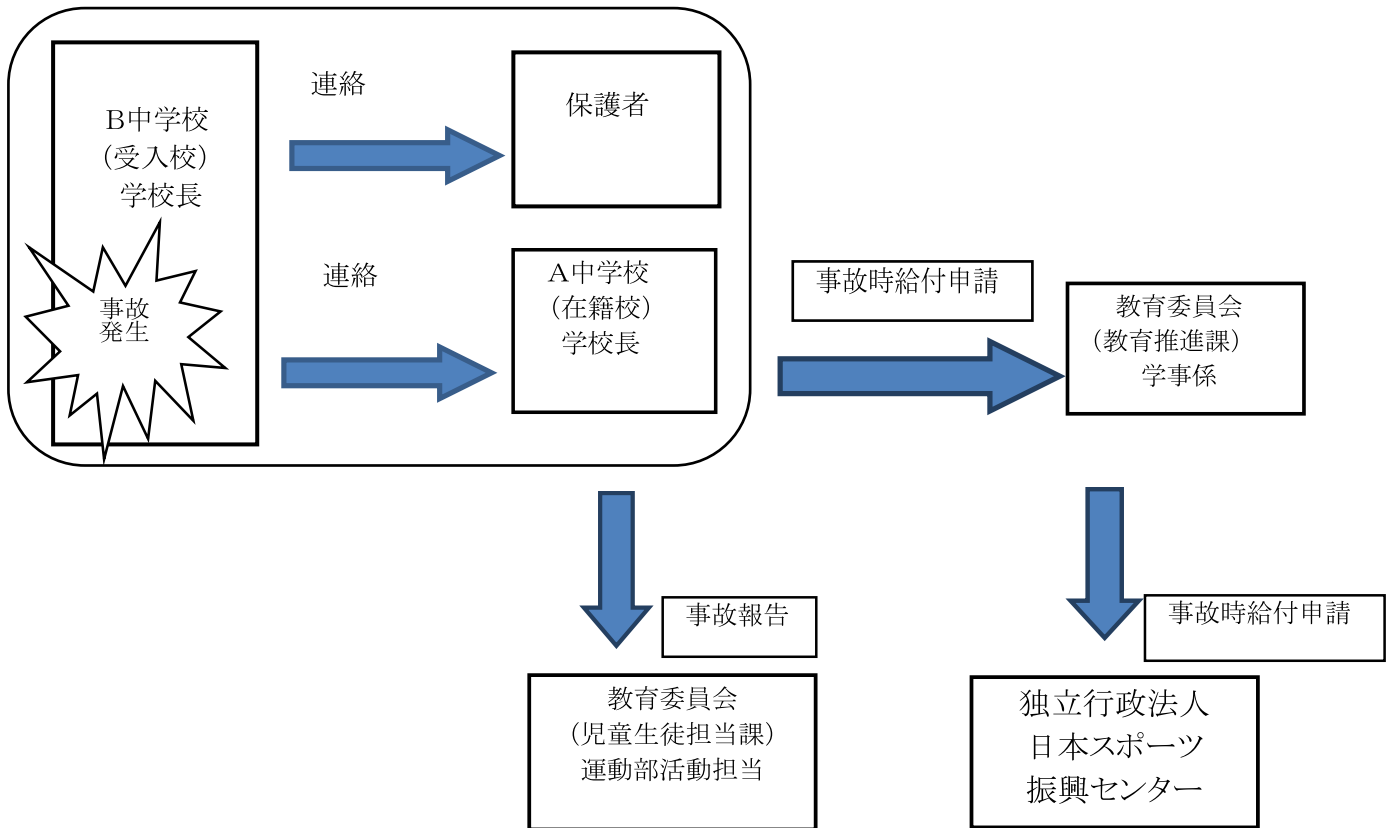 連絡
保護者
B中学校
(受入校)
学校長
連絡
A中学校
(在籍校)
学校長
事故
発生
事故時給付申請
教育委員会
(教育推進課)
学事係
事故報告
事故時給付申請
教育委員会
(児童生徒担当課)
運動部活動担当
独立行政法人
日本スポーツ
振興センター